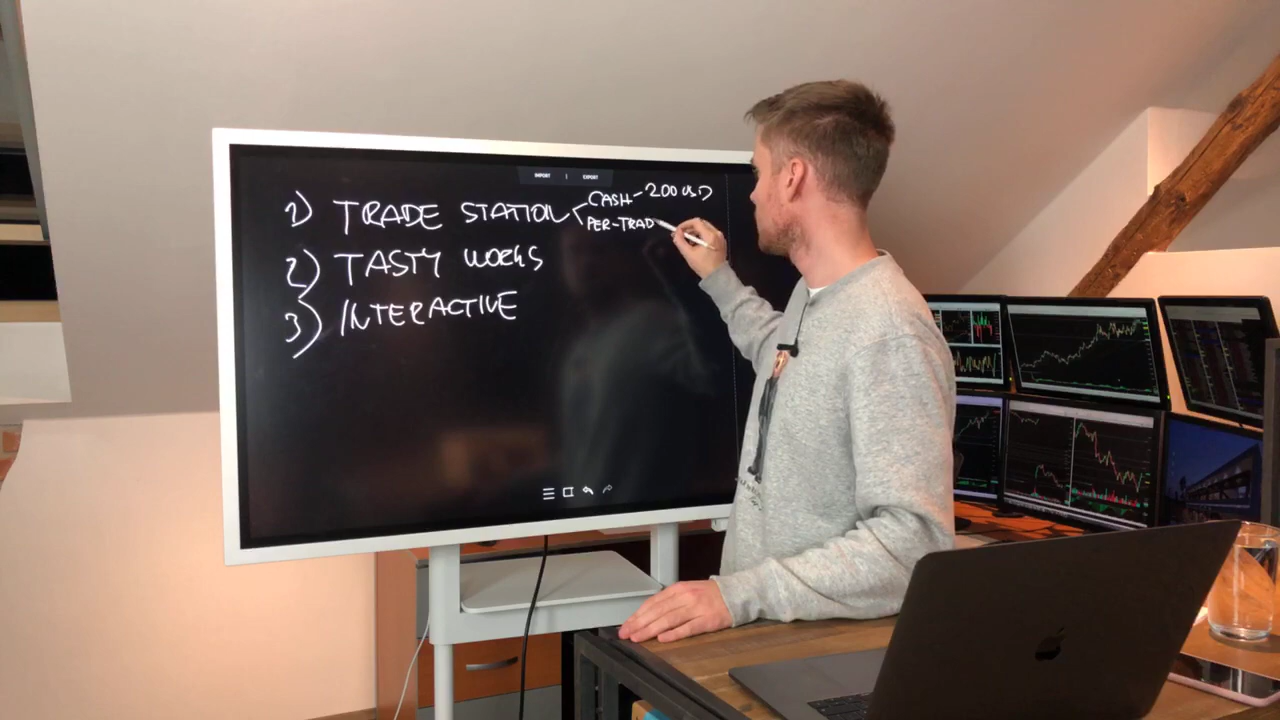 IMPORT | EXPORT
1) TRADE STATION < CASH - 200 USD
PER-TRAD
2) TASTY WORKS
3) INTERACTIVE